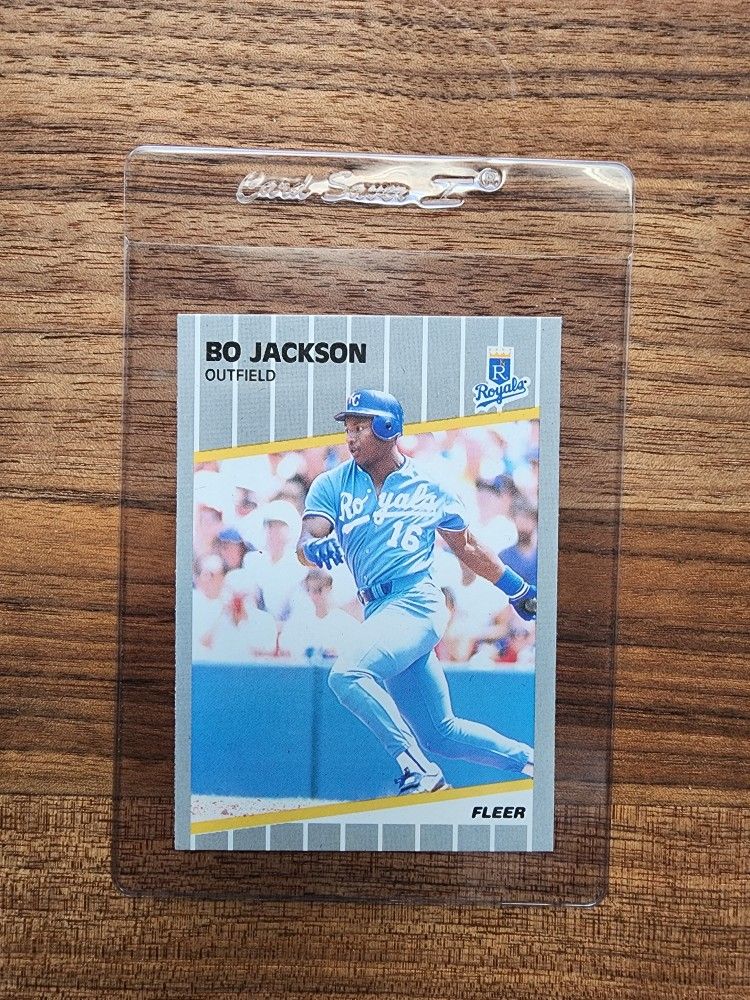 Card Saver I ®
BO JACKSON
OUTFIELD
R
Royals
KC
Royals
16
FLEER